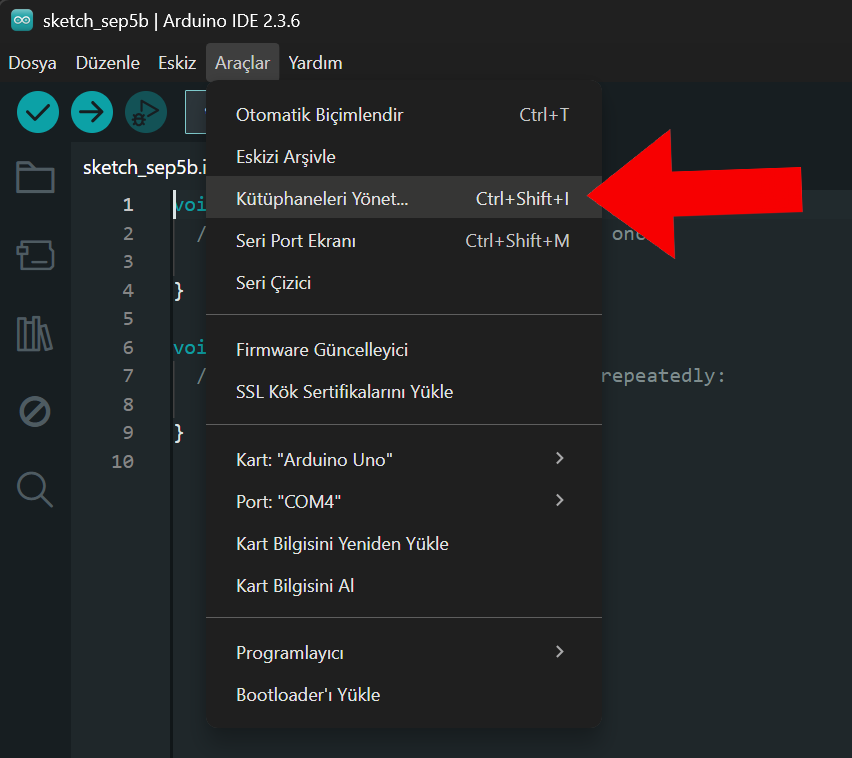 sketch_sep5b | Arduino IDE 2.3.6
Dosya Düzenle Eskiz Araçlar Yardım
Otomatik Biçimlendir Ctrl+T
Eskizi Arşivle
Kütüphaneleri Yönet... Ctrl+Shift+I
Seri Port Ekranı Ctrl+Shift+M
Seri Çizici
Firmware Güncelleyici
SSL Kök Sertifikalarını Yükle
Kart: "Arduino Uno"
Port: "COM4"
Kart Bilgisini Yeniden Yükle
Kart Bilgisini Al
Programlayıcı
Bootloader'ı Yükle
sketch_sep5b.i
1 voi
2 / onc
3
4 }
5
6 voi
7 / repeatedly:
8
9 }
10